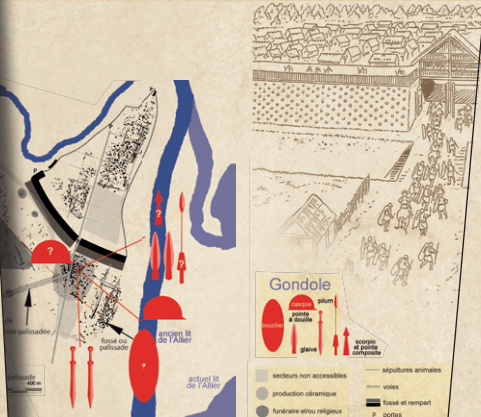 P
P
?
?
?
palissadée
fossé ou
palissade
ancien lit
de l'Allier
?
actuel lit
de l'Allier
palissade
400 m
Gondole
bouclier
casque
pilum
pointe
à douille
glaive
scorpio
et pointe
composite
secteurs non accessibles
production céramique
funéraire et/ou religieux
sépultures animales
voies
fossé et rempart
P portes